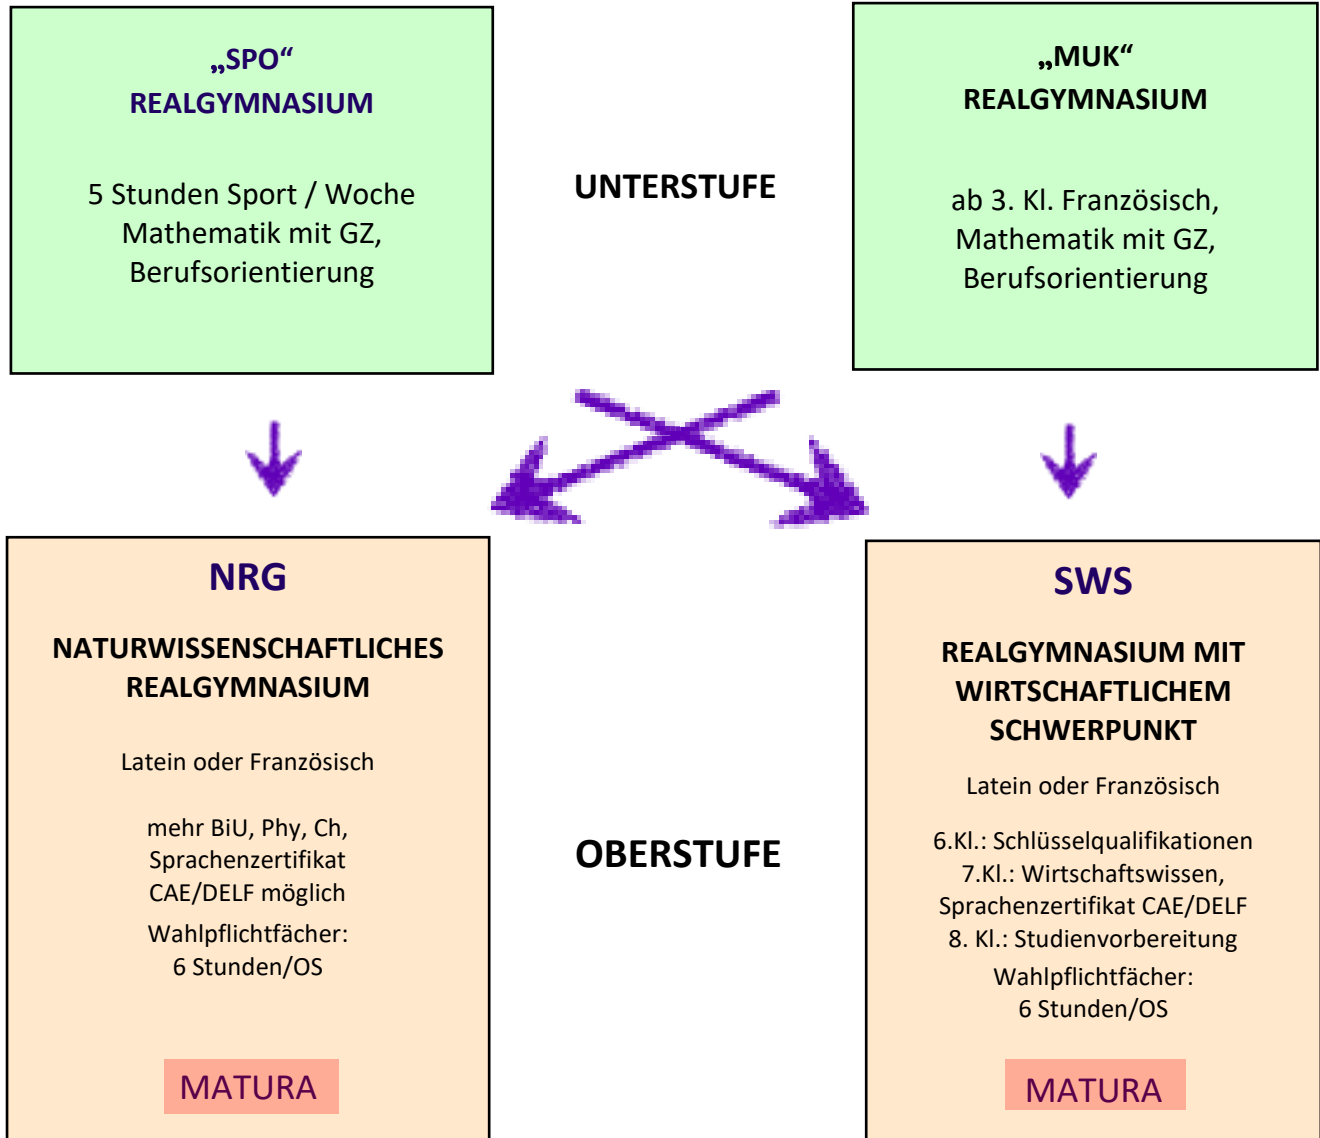 „SPO“
REALGYMNASIUM
5 Stunden Sport / Woche
Mathematik mit GZ,
Berufsorientierung
UNTERSTUFE
„MUK“
REALGYMNASIUM
ab 3. Kl. Französisch,
Mathematik mit GZ,
Berufsorientierung
NRG
NATURWISSENSCHAFTLICHES
REALGYMNASIUM
Latein oder Französisch
mehr BiU, Phy, Ch,
Sprachenzertifikat
CAE/DELF möglich
Wahlpflichtfächer:
6 Stunden/OS
MATURA
OBERSTUFE
SWS
REALGYMNASIUM MIT
WIRTSCHAFTLICHEM
SCHWERPUNKT
Latein oder Französisch
6.Kl.: Schlüsselqualifikationen
7.Kl.: Wirtschaftswissen,
Sprachenzertifikat CAE/DELF
8. Kl.: Studienvorbereitung
Wahlpflichtfächer:
6 Stunden/OS
MATURA